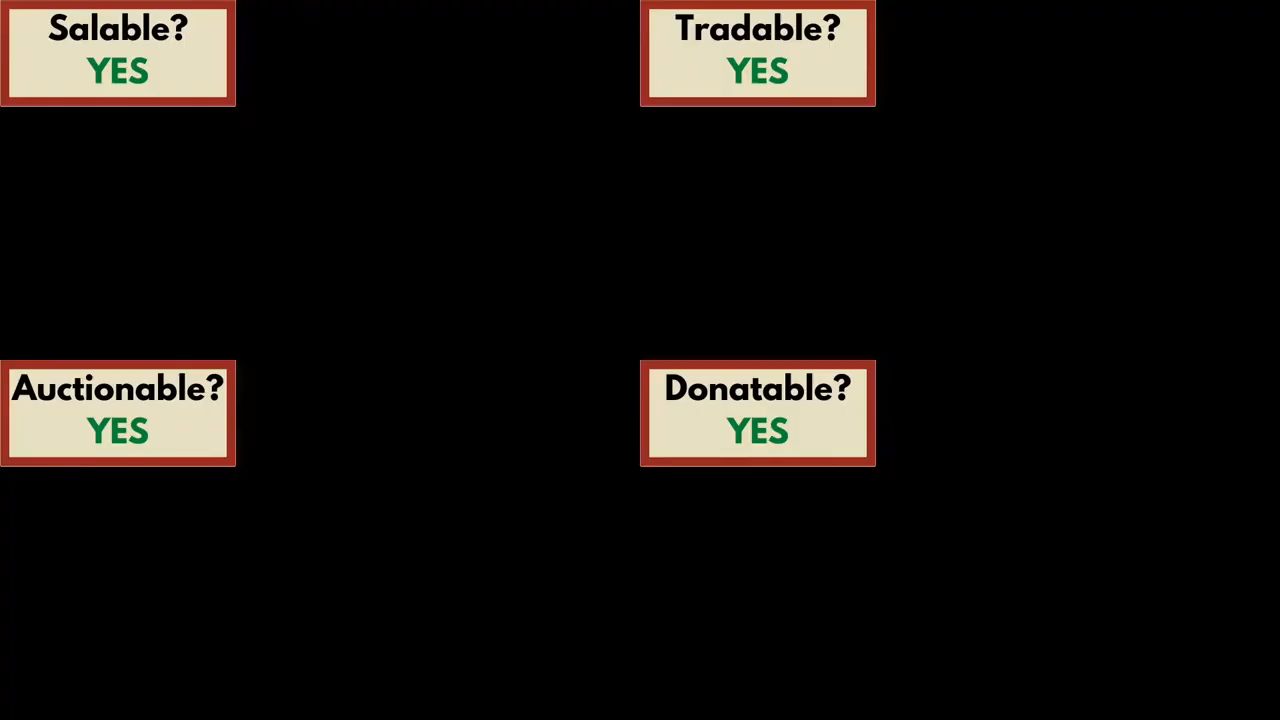 Salable?
YES
Tradable?
YES
Auctionable?
YES
Donatable?
YES